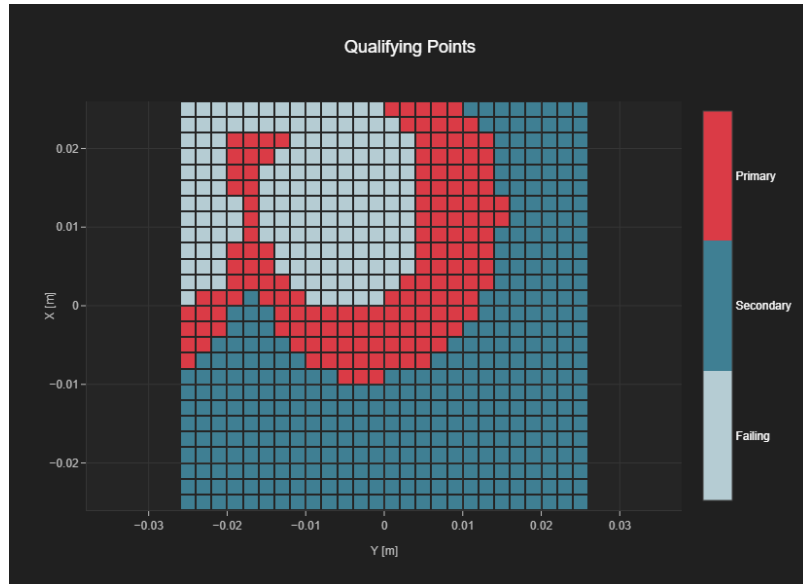 Qualifying Points
0.02
0.01
0
−0.01
−0.02
X [m]
−0.03
−0.02
−0.01
0
0.01
0.02
0.03
Y [m]
Primary
Secondary
Failing